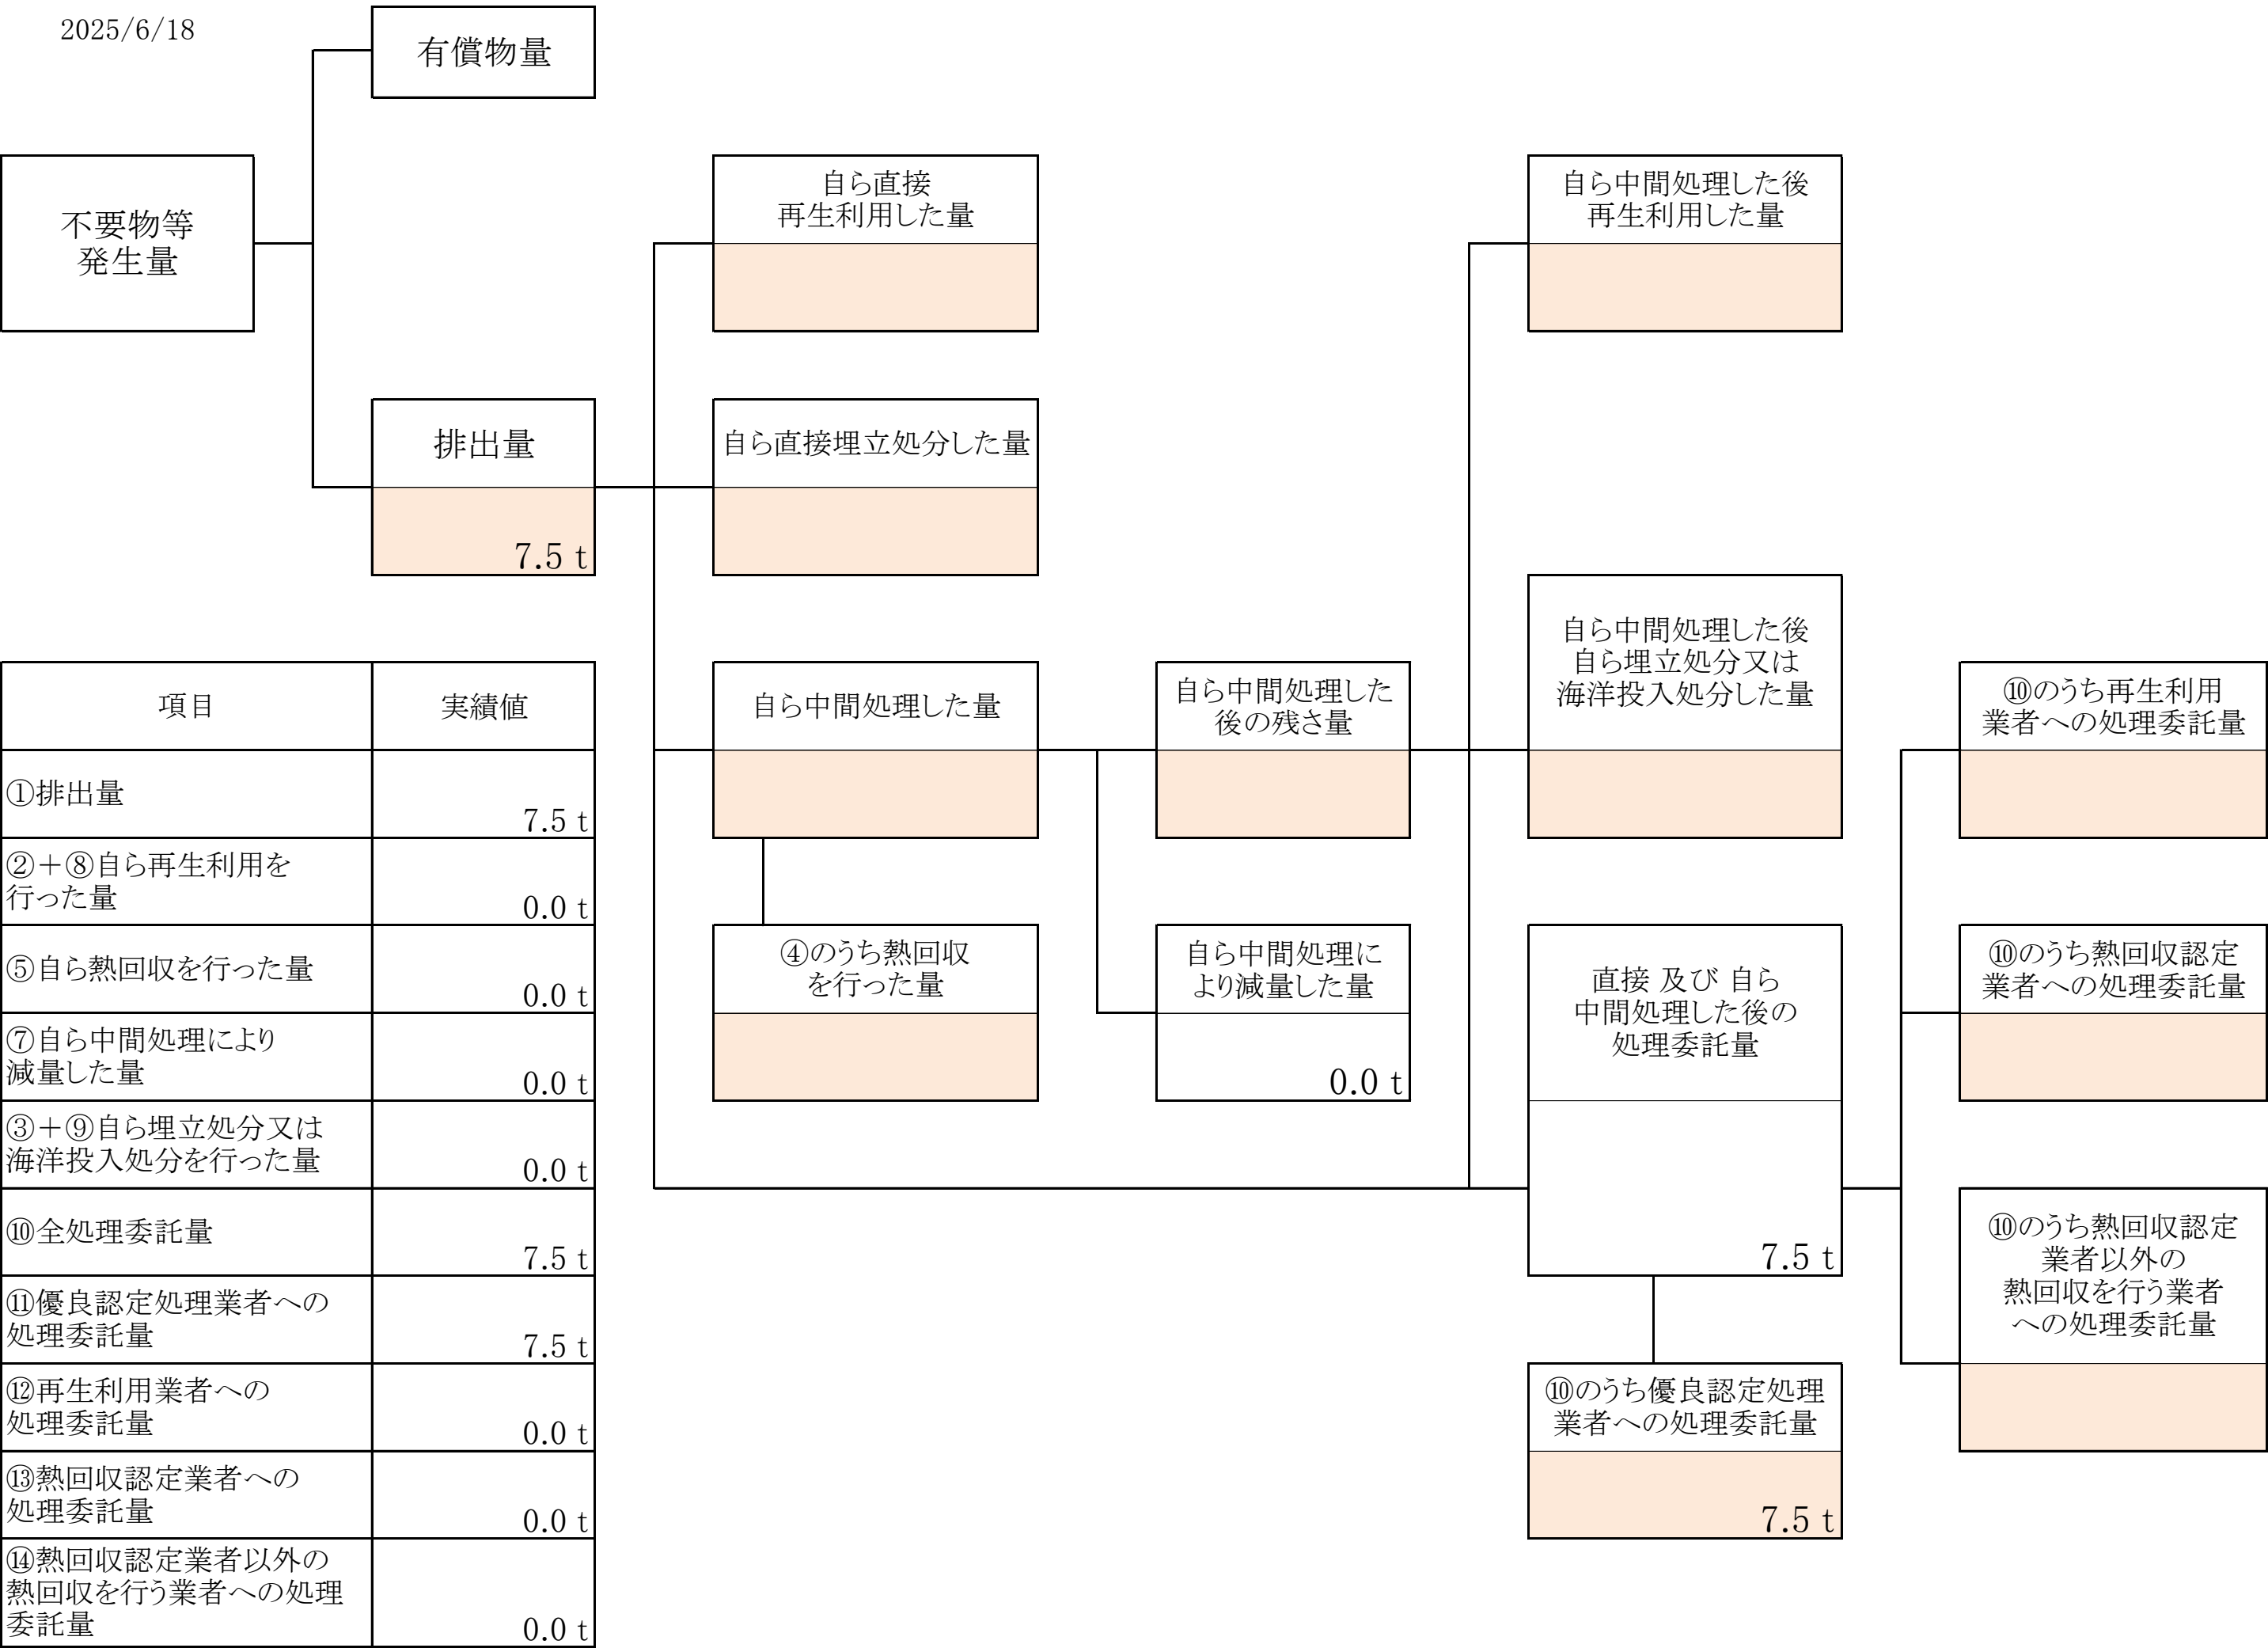 2025/6/18
有償物量
不要物等
発生量
自ら直接
再生利用した量
自ら中間処理した後
再生利用した量
排出量
7.5 t
自ら直接埋立処分した量
自ら中間処理した量
自ら中間処理した
後の残さ量
自ら中間処理した後
自ら埋立処分又は
海洋投入処分した量
⑩のうち再生利用
業者への処理委託量
④のうち熱回収
を行った量
自ら中間処理に
より減量した量
0.0 t
直接 及び 自ら
中間処理した後の
処理委託量
7.5 t
⑩のうち熱回収認定
業者への処理委託量
⑩のうち熱回収認定
業者以外の
熱回収を行う業者
への処理委託量
⑩のうち優良認定処理
業者への処理委託量
7.5 t
項目 実績値
①排出量
7.5 t
②＋⑧自ら再生利用を
行った量
0.0 t
⑤自ら熱回収を行った量
0.0 t
⑦自ら中間処理により
減量した量
0.0 t
③＋⑨自ら埋立処分又は
海洋投入処分を行った量
0.0 t
⑩全処理委託量
7.5 t
⑪優良認定処理業者への
処理委託量
7.5 t
⑫再生利用業者への
処理委託量
0.0 t
⑬熱回収認定業者への
処理委託量
0.0 t
⑭熱回収認定業者以外の
熱回収を行う業者への処理
委託量
0.0 t